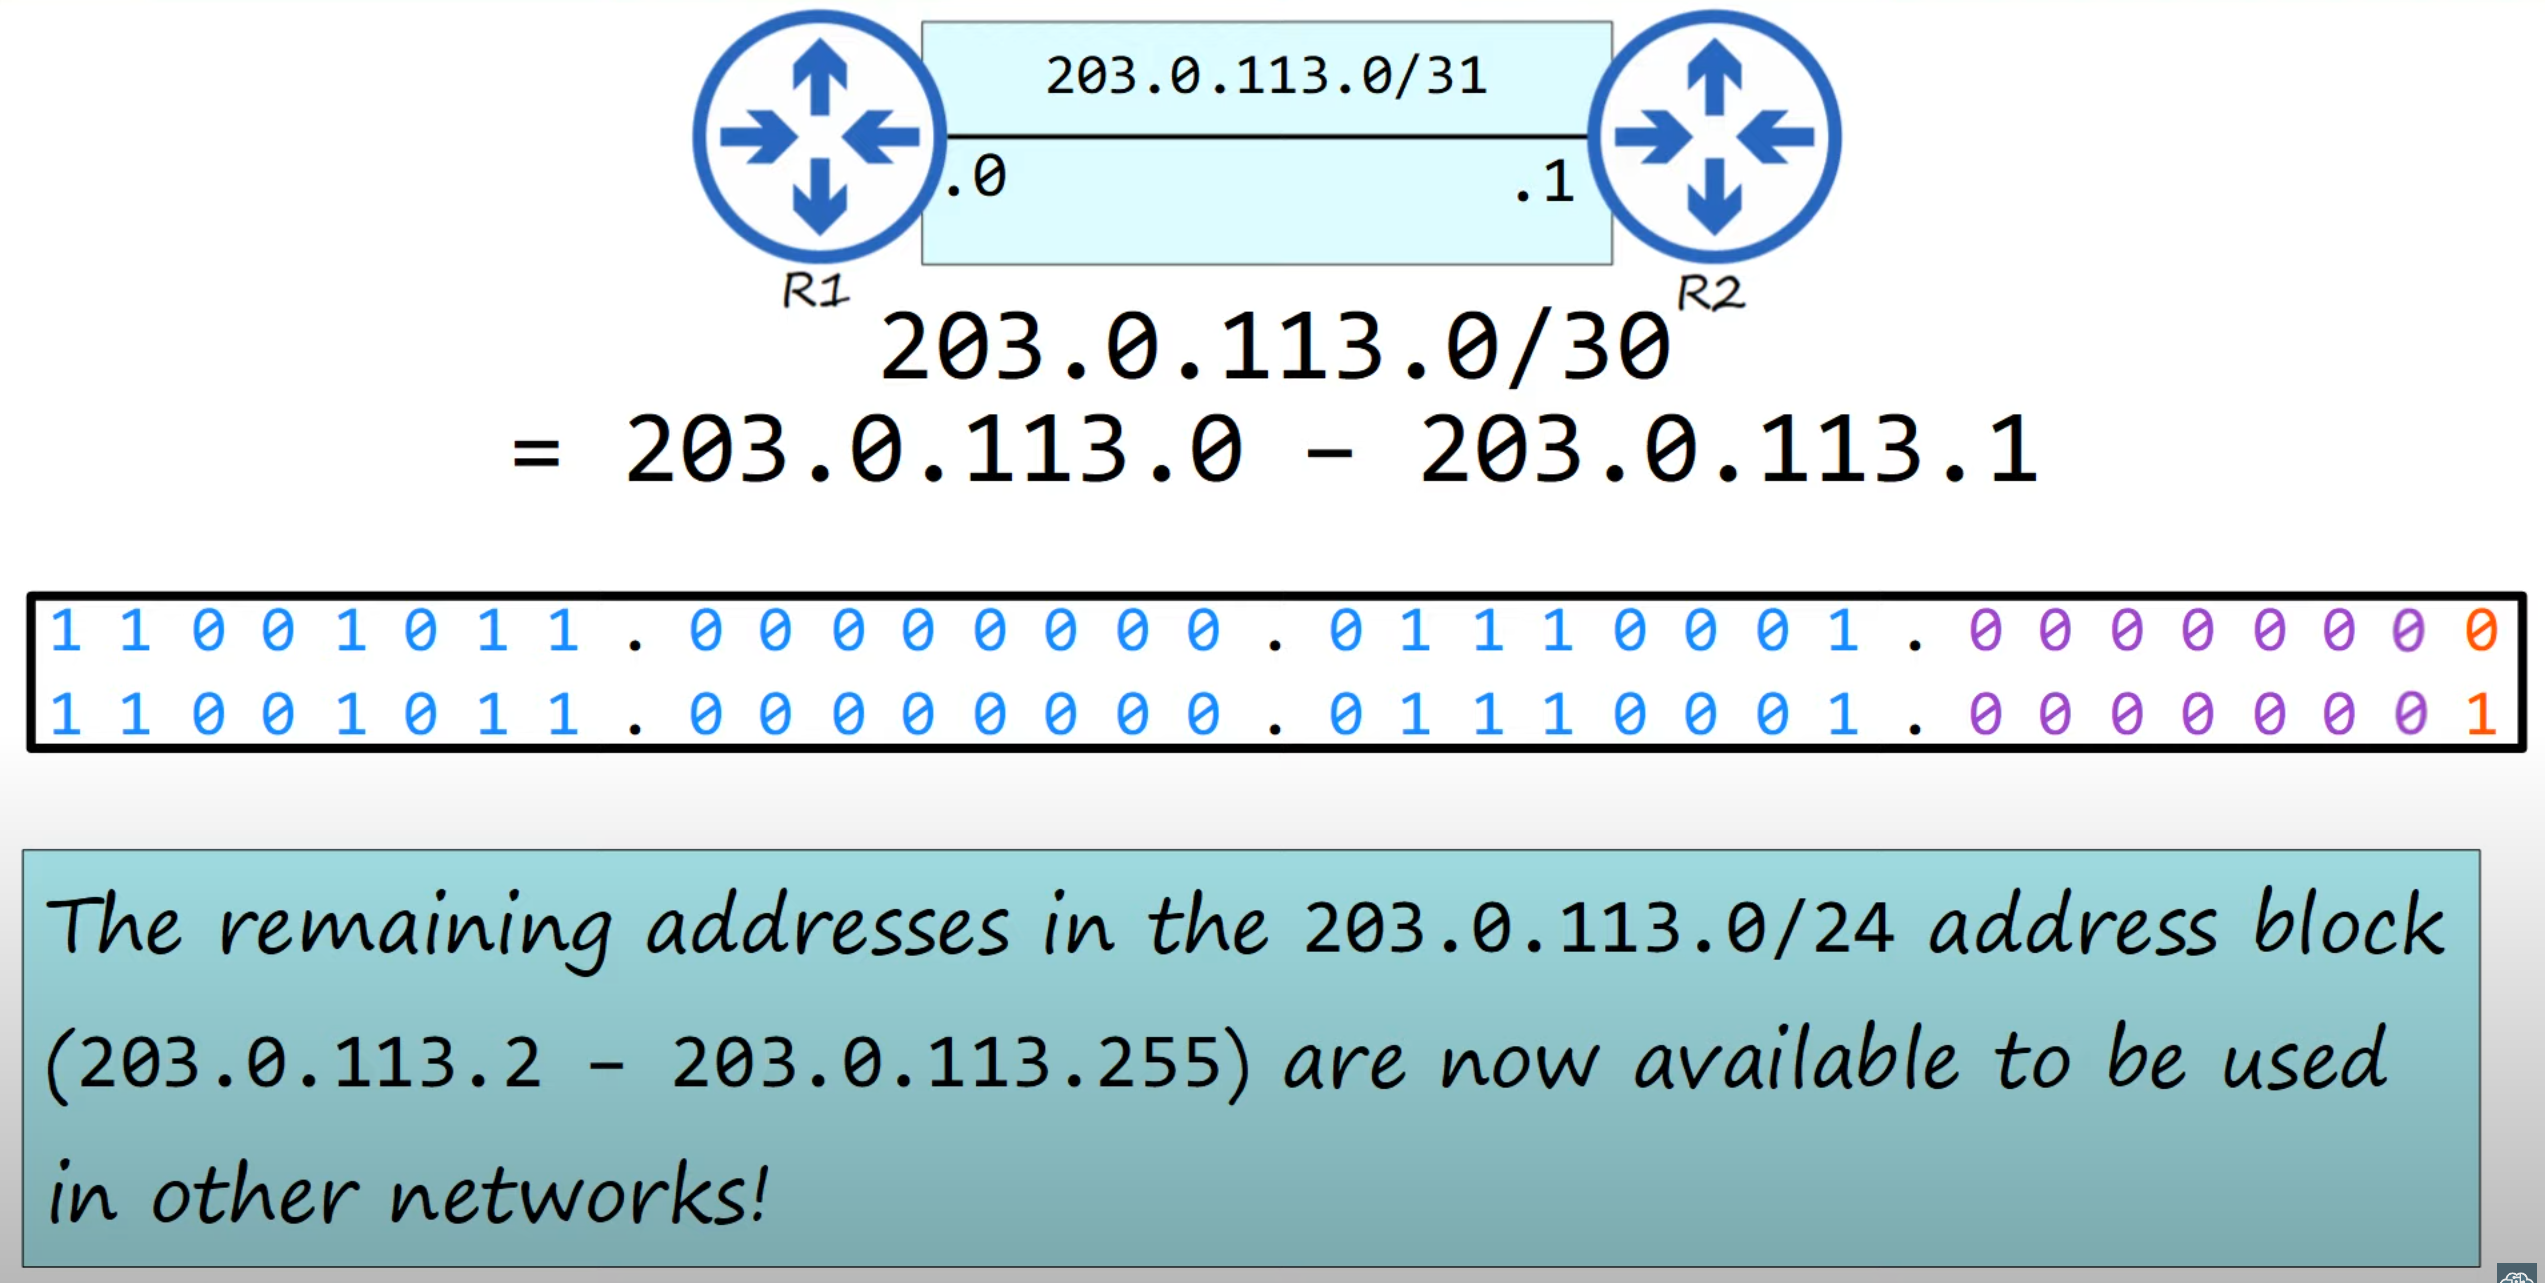 203.0.113.0/31
.0
.1
R1
R2
203.0.113.0/30
= 203.0.113.0 – 203.0.113.1
1 1 0 0 1 0 1 1 . 0 0 0 0 0 0 0 0 . 0 1 1 1 0 0 0 1 . 0 0 0 0 0 0 0 0
1 1 0 0 1 0 1 1 . 0 0 0 0 0 0 0 0 . 0 1 1 1 0 0 0 1 . 0 0 0 0 0 0 0 1
The remaining addresses in the 203.0.113.0/24 address block
(203.0.113.2 – 203.0.113.255) are now available to be used
in other networks!